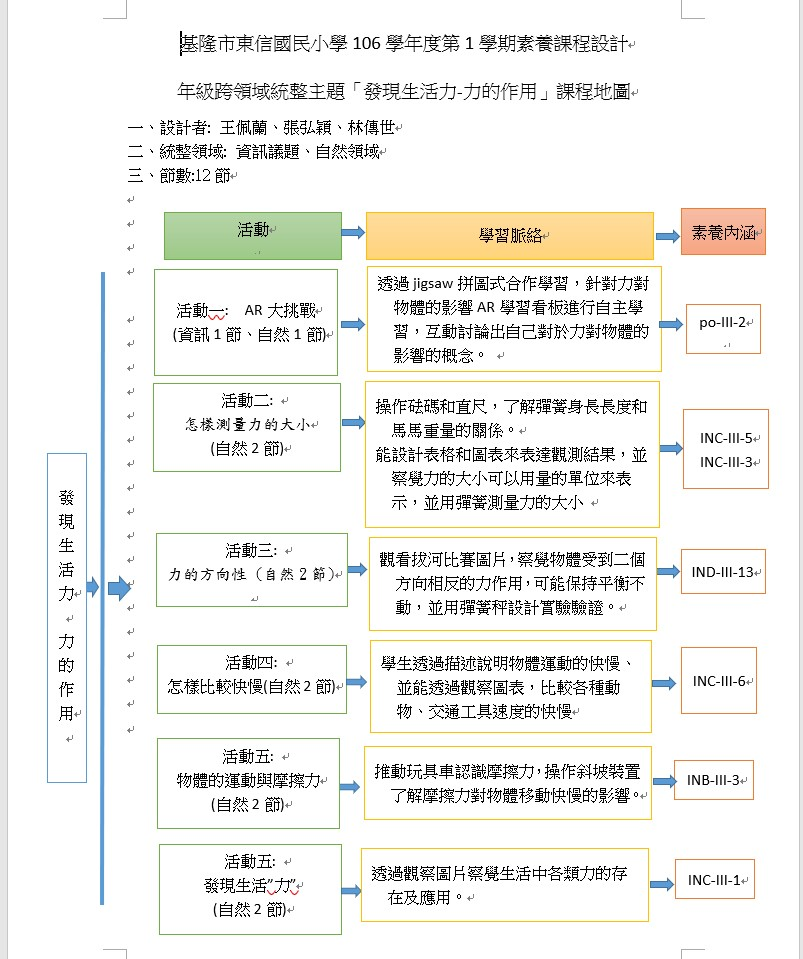 基隆市東信國民小學 106 學年度第 1 學期素養課程設計
年級跨領域統整主題「發現生活力-力的作用」課程地圖
一、設計者: 王佩蘭、張弘穎、林傳世
二、統整領域: 資訊議題、自然領域
三、節數:12 節
活動
學習脈絡
素養內涵
發現生活力 力的作用
活動一: AR 大挑戰
(資訊 1 節、自然 1 節)
透過 jigsaw 拼圖式合作學習，針對力對
物體的影響 AR 學習看板進行自主學
習，互動討論出自己對於力對物體的
影響的概念。
po-III-2
活動二:
怎樣測量力的大小
(自然 2 節)
操作砝碼和直尺，了解彈簧身長長度和
馬馬重量的關係。
能設計表格和圖表來表達觀測結果，並
察覺力的大小可以用量的單位來表
示，並用彈簧測量力的大小
INC-III-5
INC-III-3
活動三:
力的方向性（自然 2 節）
觀看拔河比賽圖片，察覺物體受到二個
方向相反的力作用，可能保持平衡不
動，並用彈簧秤設計實驗驗證。
IND-III-13
活動四:
怎樣比較快慢(自然 2 節)
學生透過描述說明物體運動的快慢、
並能透過觀察圖表，比較各種動
物、交通工具速度的快慢
INC-III-6
活動五:
物體的運動與摩擦力
(自然 2 節)
推動玩具車認識摩擦力，操作斜坡裝置
了解摩擦力對物體移動快慢的影響。
INB-III-3
活動五:
發現生活”力”
(自然 2 節)
透過觀察圖片察覺生活中各類力的存
在及應用。
INC-III-1